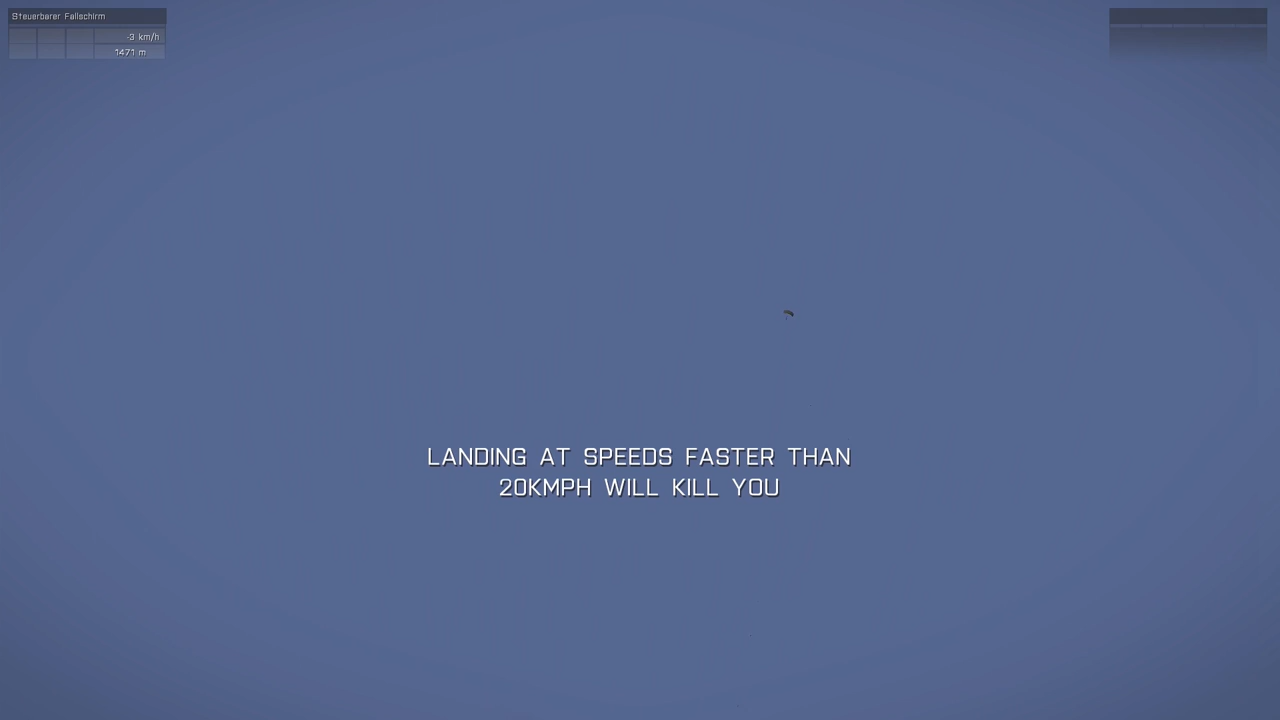 Steuerbarer Fallschirm
-3 km/h
1471 m
LANDING AT SPEEDS FASTER THAN
20KMPH WILL KILL YOU